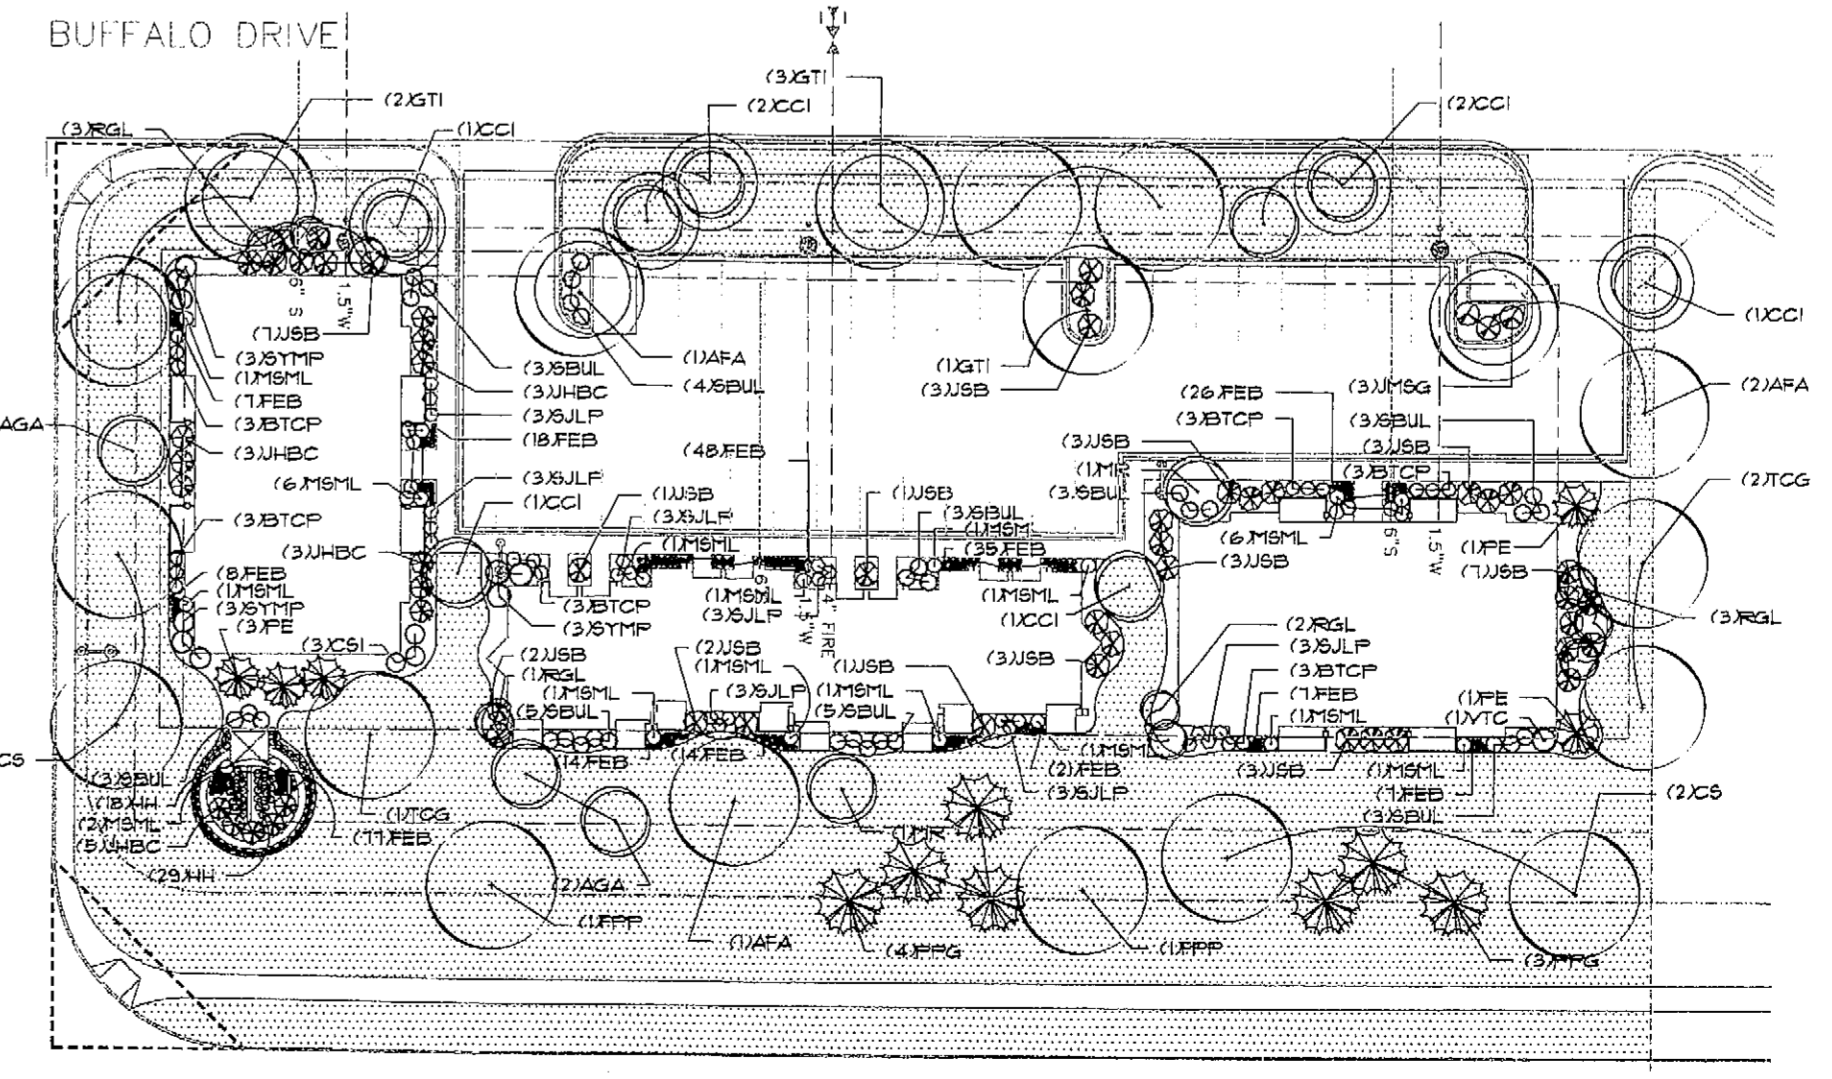 BUFFALO DRIVE
(3)GTI
(2)GTI
(2)CCI
(2)CCI
(3)RGL
(1)CCI
(1)CCI
6" S
1.5"W
(7)JSB
(3)SYMP
(1)MSML
(7)FEB
(3)BTCP
(3)JHBC
AGA
(6)MSML
(3)BTCP
(3)JHBC
(8)FEB
(1)MSML
(3)SYMP
(3)PE
(3)CSI
(3)SBUL
(3)JHBC
(3)SJLP
(18)FEB
(3)SJLP
(1)CCI
(1)AFA
(4)SBUL
(1)GTI
(3)JSB
(48)FEB
(1)JSB
(3)SJLP
(1)MSML
(1)JSB
(3)SBUL
(35)FEB
(26)FEB
(3)BTCP
(3)JSB
(3)SBUL
(3)JMSG
(3)SBUL
(3)JSB
(3)BTCP
(2)AFA
(2)TCG
(6)MSML
(3)JSB
6"S
1.5"W
(1)PE
(7)JSB
(3)RGL
(3)BTCP
(3)SYMP
(1)MSML
(3)SJLP
4" FIRE
(1)MSML
(1)CCI
(3)JSB
(2)JSB
(1)RGL
(1)MSML
(5)SBUL
(2)JSB
(1)MSML
(3)SJLP
(1)JSB
(1)MSML
(5)SBUL
(2)RGL
(3)SJLP
(3)BTCP
(7)FEB
(1)MSML
(1)PE
(1)VTC
CS
(3)SBUL
(18)HH
(2)MSML
(5)JHBC
(29)HH
(1)TCG
(77)FEB
(14)FEB
(14)FEB
(1)MSML
(21)FEB
(3)SJLP
(3)JSB
(1)MSML
(7)FEB
(3)SBUL
(2)CS
(2)AGA
(1)FPP
(1)AFA
(4)PPG
(1)FPP
(3)PPG